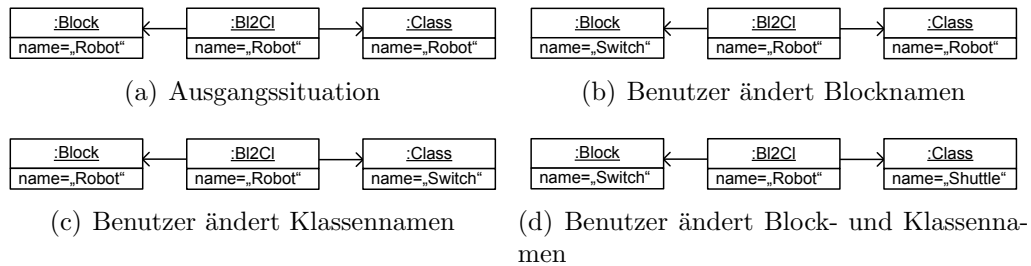 :Block :Bl2Cl :Class
name=„Robot“ name=„Robot“ name=„Robot“
(a) Ausgangssituation
:Block :Bl2Cl :Class
name=„Switch“ name=„Robot“ name=„Robot“
(b) Benutzer ändert Blocknamen
:Block :Bl2Cl :Class
name=„Robot“ name=„Robot“ name=„Switch“
(c) Benutzer ändert Klassennamen
:Block :Bl2Cl :Class
name=„Switch“ name=„Robot“ name=„Shuttle“
(d) Benutzer ändert Block- und Klassenna-
men